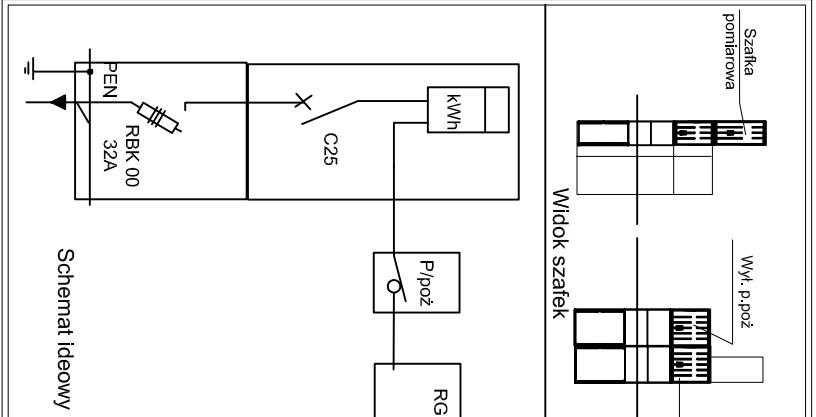 Szafka
pomiarowa
Wył. p.poż
Widok szafek
kWh
C25
PEN
RBK 00
32A
P/poż
RG
Schemat ideowy